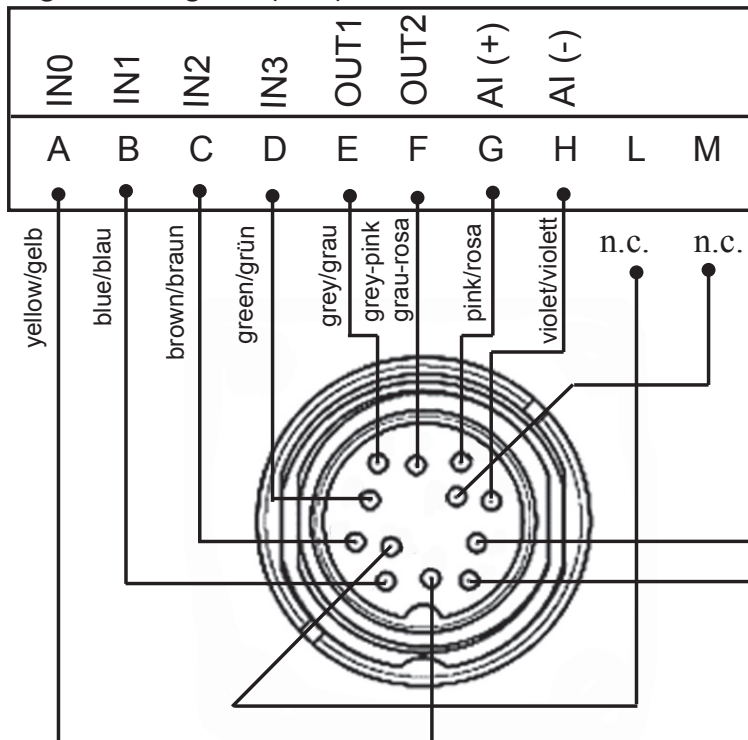 IN0 IN1 IN2 IN3 OUT1 OUT2 AI (+) AI (-)
A B C D E F G H L M
yellow/gelb
blue/blau
brown/braun
green/grün
grey/grau
grey-pink
grau-rosa
pink/rosa
violet/violett
n.c. n.c.